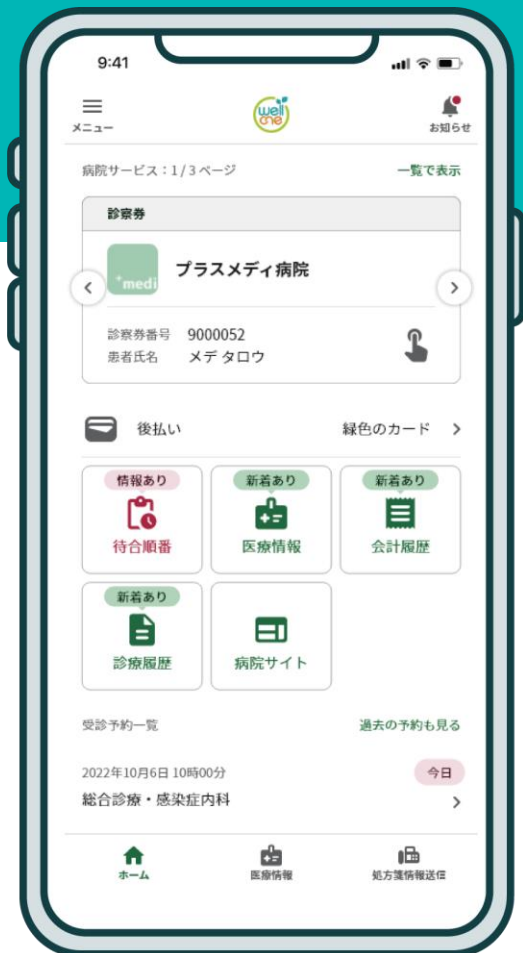 9:41
well one
メニュー
お知らせ
病院サービス：1/3ページ
一覧で表示
診察券
+medi
プラスメディ病院
診察券番号 9000052
患者氏名 メデ タロウ
後払い
緑色のカード
情報あり
新着あり
新着あり
待合順番
医療情報
会計履歴
新着あり
診療履歴
病院サイト
受診予約一覧
過去の予約も見る
2022年10月6日 10時00分
今日
総合診療・感染症内科
ホーム
医療情報
処方箋情報送信